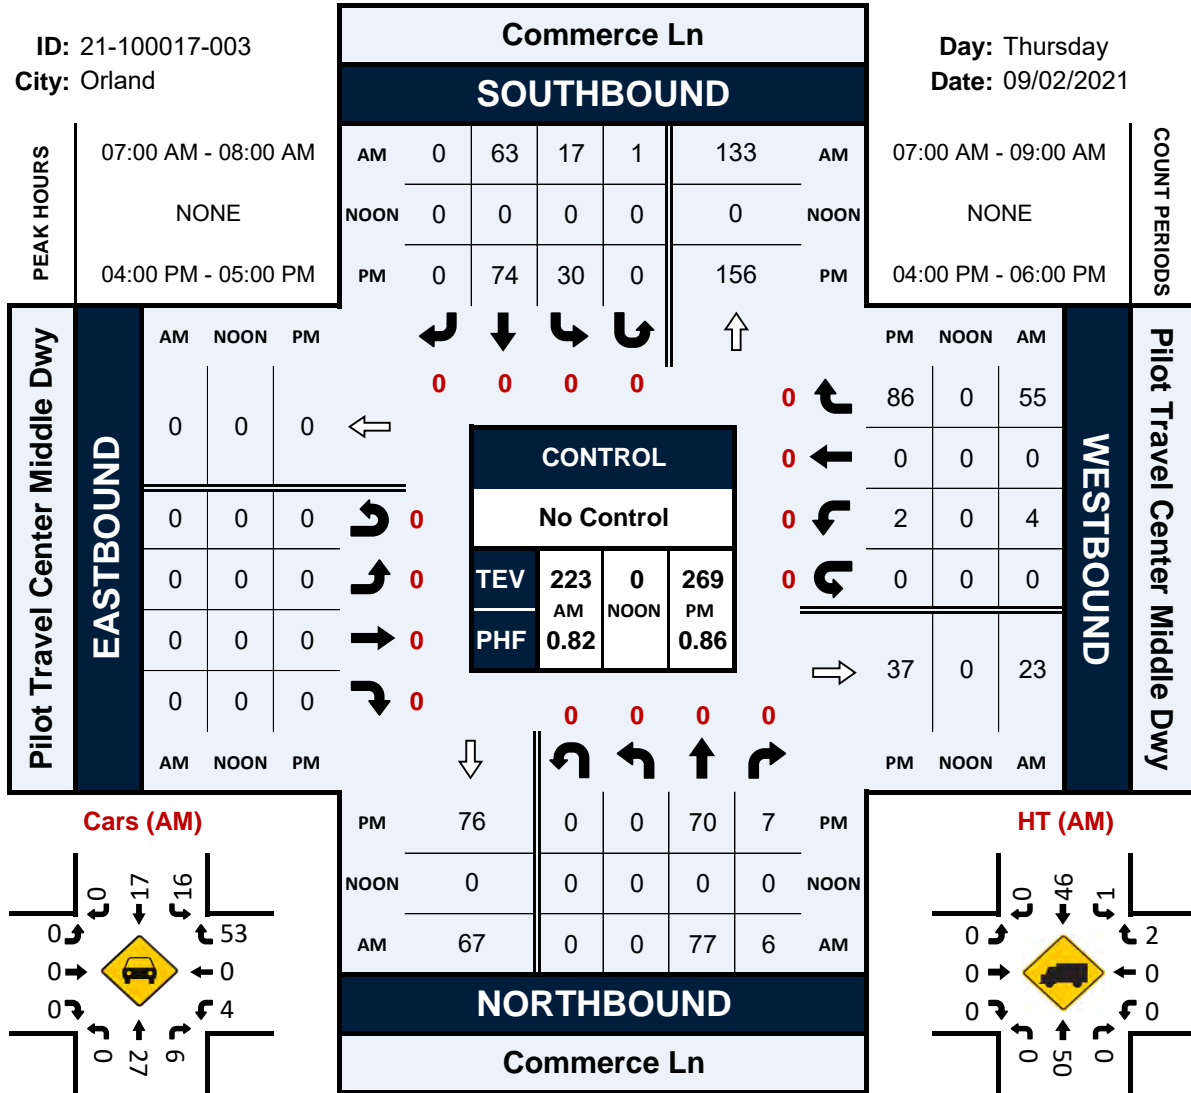 ID: 21-100017-003
City: Orland
Commerce Ln
SOUTHBOUND
Day: Thursday
Date: 09/02/2021
PEAK HOURS
07:00 AM - 08:00 AM
NONE
04:00 PM - 05:00 PM
AM 0 63 17 1 133 AM
NOON 0 0 0 0 0 NOON
PM 0 74 30 0 156 PM
07:00 AM - 09:00 AM
NONE
04:00 PM - 06:00 PM
COUNT PERIODS
0 0 0 0
Pilot Travel Center Middle Dwy
EASTBOUND
AM NOON PM
0 0 0
0 0 0 0
0 0 0 0
0 0 0 0
0 0 0 0
AM NOON PM
CONTROL
No Control
TEV 223 0 269
AM NOON PM
PHF 0.82 0.86
PM NOON AM
0 86 0 55
0 0 0 0
0 2 0 4
0 0 0 0
37 0 23
PM NOON AM
WESTBOUND
Pilot Travel Center Middle Dwy
0 0 0 0
PM 76 0 0 70 7 PM
NOON 0 0 0 0 0 NOON
AM 67 0 0 77 6 AM
NORTHBOUND
Commerce Ln
Cars (AM)
0 17 16
0 53
0 0
0 4
0 27 6
HT (AM)
0 46 1
0 2
0 0
0 0
0 50 0